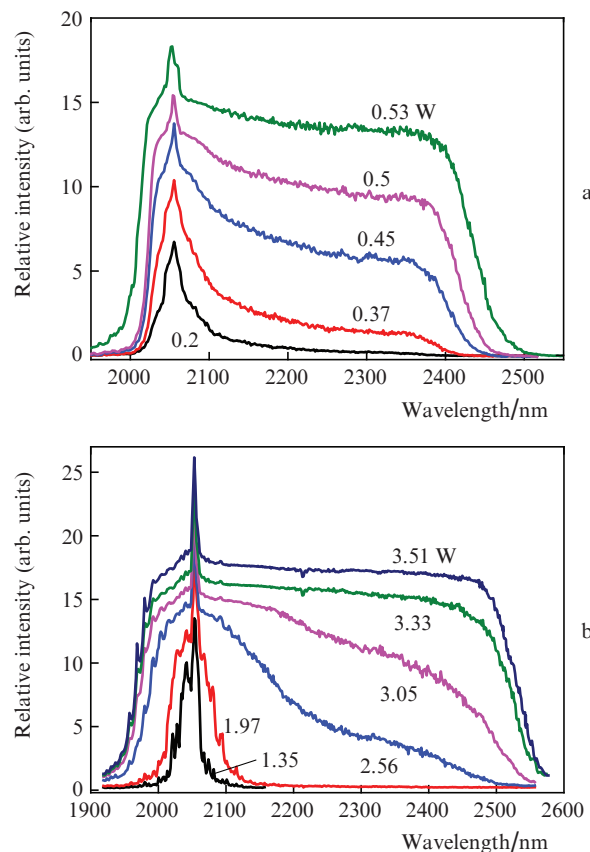 20
15
10
5
0
Relative intensity (arb. units)
0.53 W
0.5
0.45
0.37
0.2
a
2000 2100 2200 2300 2400 2500
Wavelength/nm
25
20
15
10
5
0
Relative intensity (arb. units)
3.51 W
3.33
3.05
1.97
1.35
2.56
b
1900 2000 2100 2200 2300 2400 2500 2600
Wavelength/nm